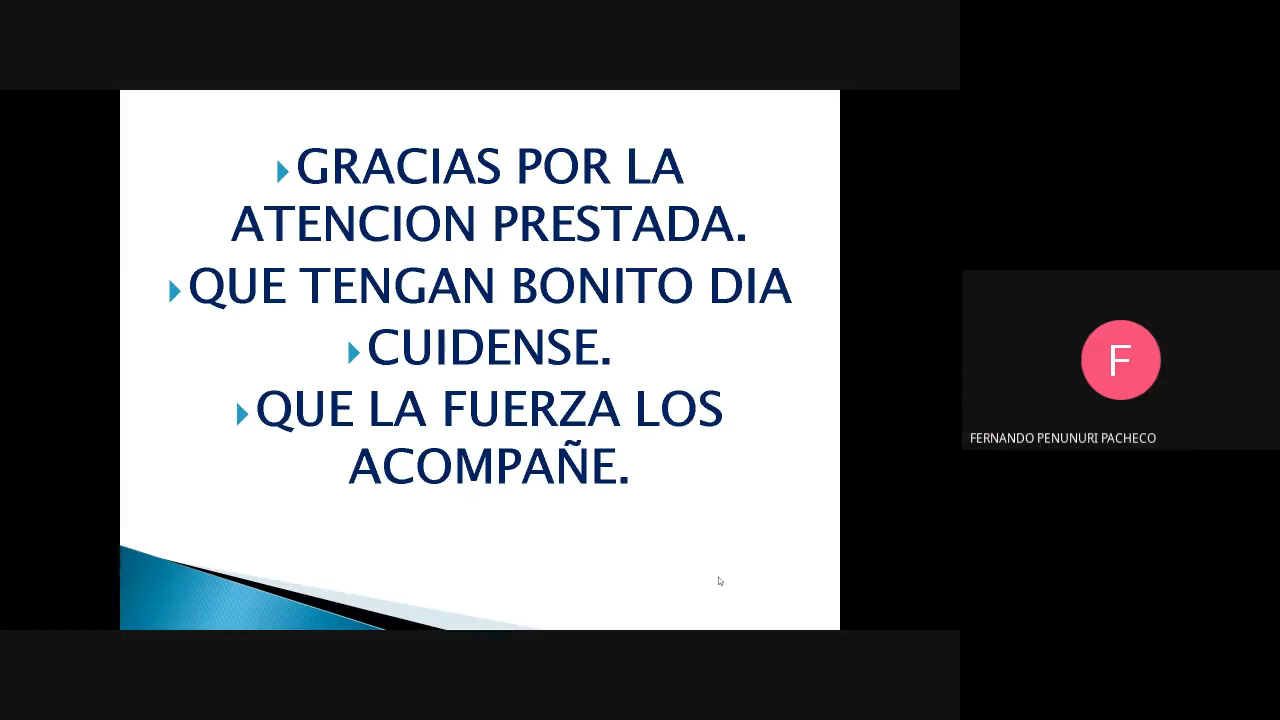 GRACIAS POR LA
ATENCION PRESTADA.
QUE TENGAN BONITO DIA
CUIDENSE.
QUE LA FUERZA LOS
ACOMPAÑE.
F
FERNANDO PENUNURI PACHECO